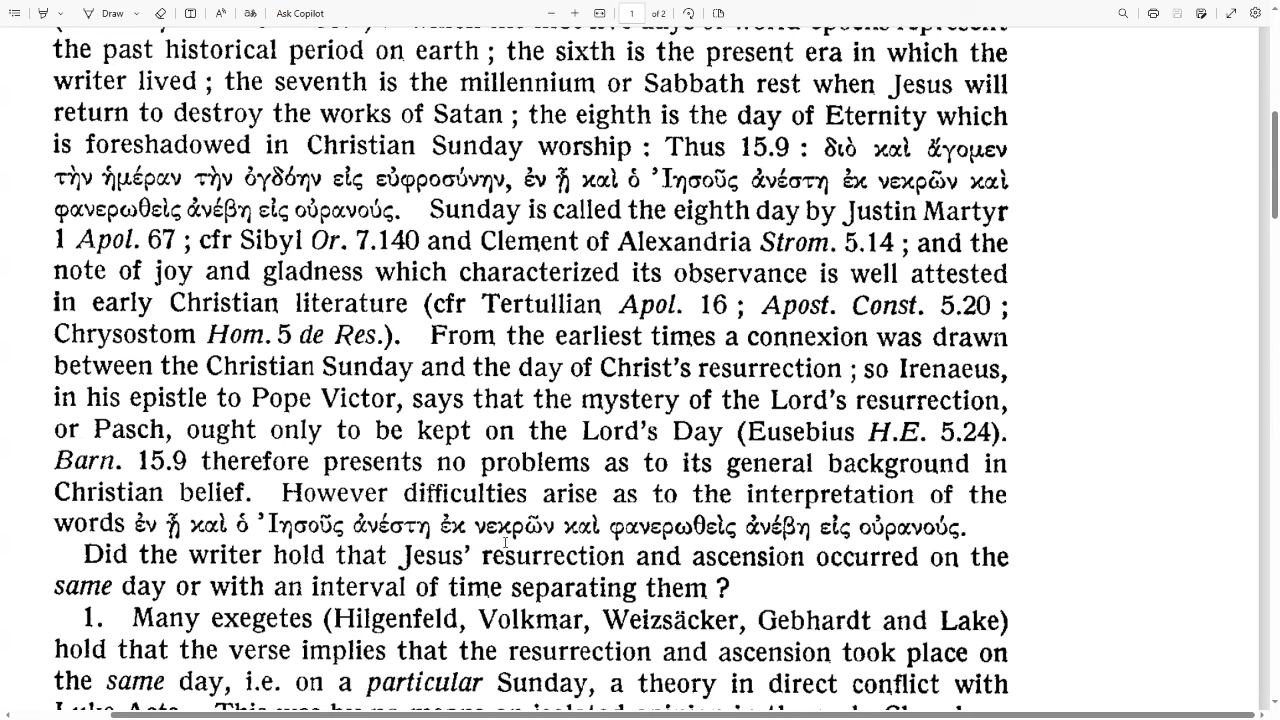 Draw
Ask Copilot
1 of 2
the past historical period on earth ; the sixth is the present era in which the
writer lived ; the seventh is the millennium or Sabbath rest when Jesus will
return to destroy the works of Satan ; the eighth is the day of Eternity which
is foreshadowed in Christian Sunday worship : Thus 15.9 : διὸ καὶ ἄγομεν
τὴν ἡμέραν τὴν ὀγδόην εἰς εὐφροσύνην, ἐν ᾗ καὶ ὁ ʼΙησοῦς ἀνέστη ἐκ νεκρῶν καὶ
φανερωθεὶς ἀνέβη εἰς οὐρανούς. Sunday is called the eighth day by Justin Martyr
1 Apol. 67 ; cfr Sibyl Or. 7.140 and Clement of Alexandria Strom. 5.14 ; and the
note of joy and gladness which characterized its observance is well attested
in early Christian literature (cfr Tertullian Apol. 16 ; Apost. Const. 5.20 ;
Chrysostom Hom. 5 de Res.). From the earliest times a connexion was drawn
between the Christian Sunday and the day of Christ's resurrection ; so Irenaeus,
in his epistle to Pope Victor, says that the mystery of the Lord's resurrection,
or Pasch, ought only to be kept on the Lord's Day (Eusebius H.E. 5.24).
Barn. 15.9 therefore presents no problems as to its general background in
Christian belief. However difficulties arise as to the interpretation of the
words ἐν ᾗ καὶ ὁ ʼΙησοῦς ἀνέστη ἐκ νεκρῶν καὶ φανερωθεὶς ἀνέβη εἰς οὐρανούς.
Did the writer hold that Jesus' resurrection and ascension occurred on the
same day or with an interval of time separating them ?
1. Many exegetes (Hilgenfeld, Volkmar, Weizsäcker, Gebhardt and Lake)
hold that the verse implies that the resurrection and ascension took place on
the same day, i.e. on a particular Sunday, a theory in direct conflict with